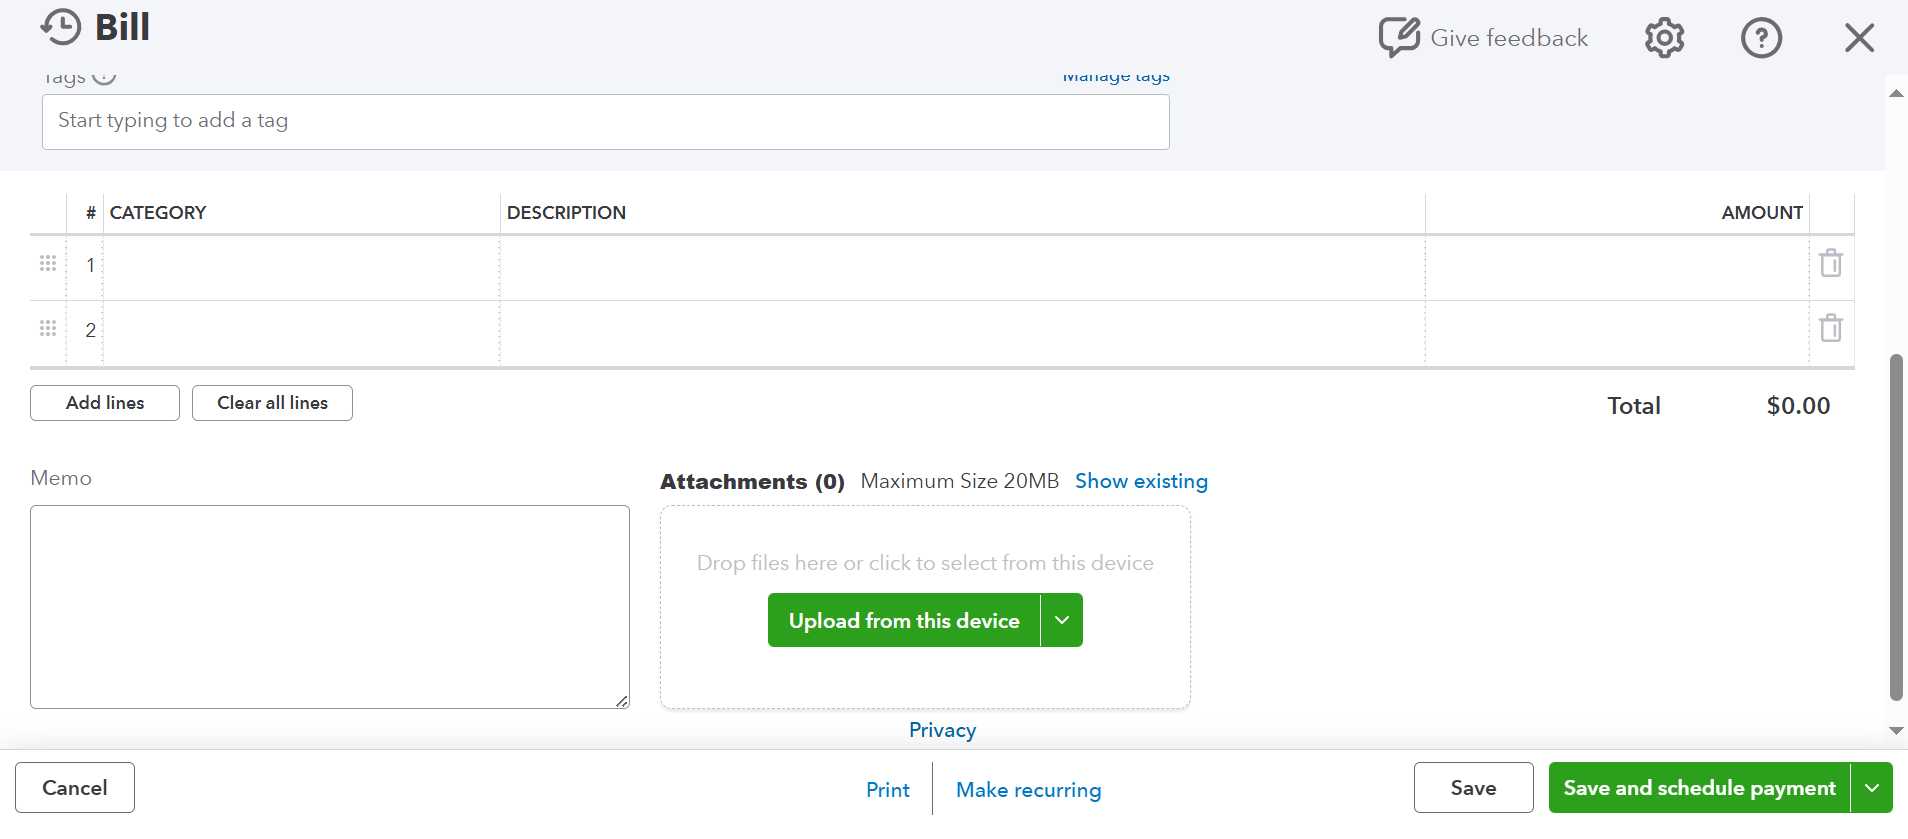 Bill
Give feedback
Tags
Manage tags
Start typing to add a tag
# CATEGORY DESCRIPTION AMOUNT
1
2
Add lines Clear all lines Total $0.00
Memo
Attachments (0) Maximum Size 20MB Show existing
Drop files here or click to select from this device
Upload from this device
Privacy
Cancel Print Make recurring Save Save and schedule payment